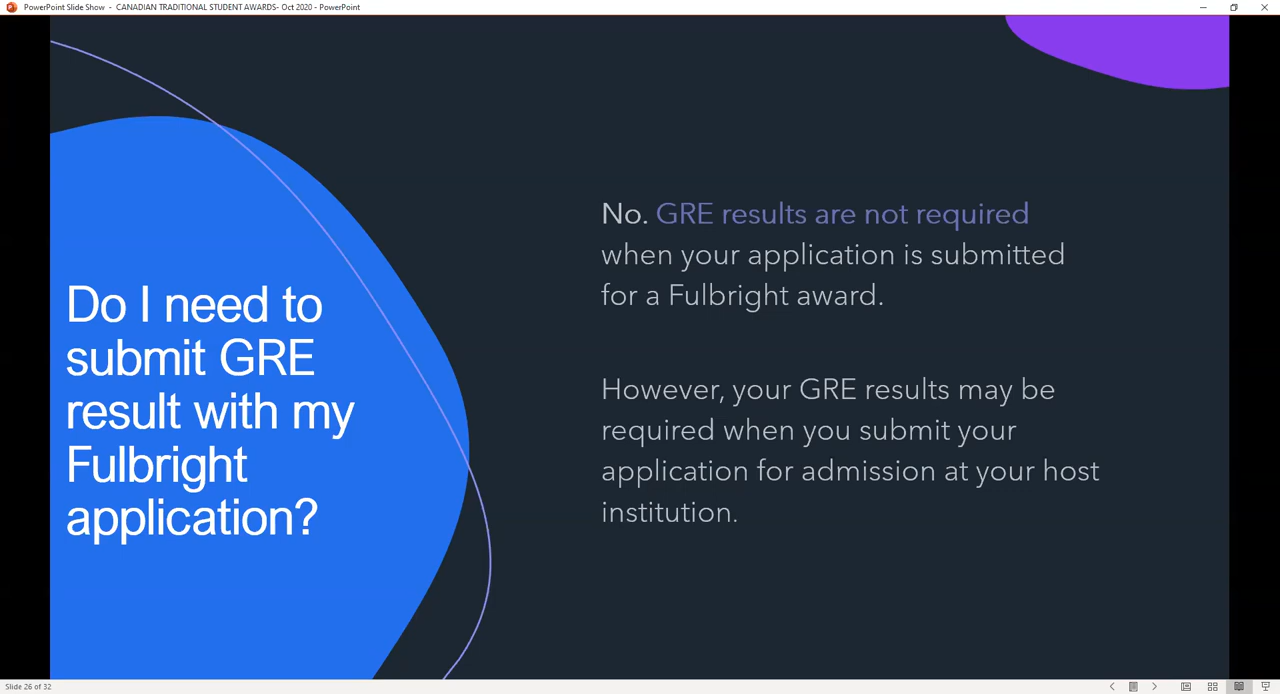 PowerPoint Slide Show - CANADIAN TRADITIONAL STUDENT AWARDS- Oct 2020 - PowerPoint
Do I need to
submit GRE
result with my
Fulbright
application?
No. GRE results are not required
when your application is submitted
for a Fulbright award.
However, your GRE results may be
required when you submit your
application for admission at your host
institution.
Slide 26 of 32